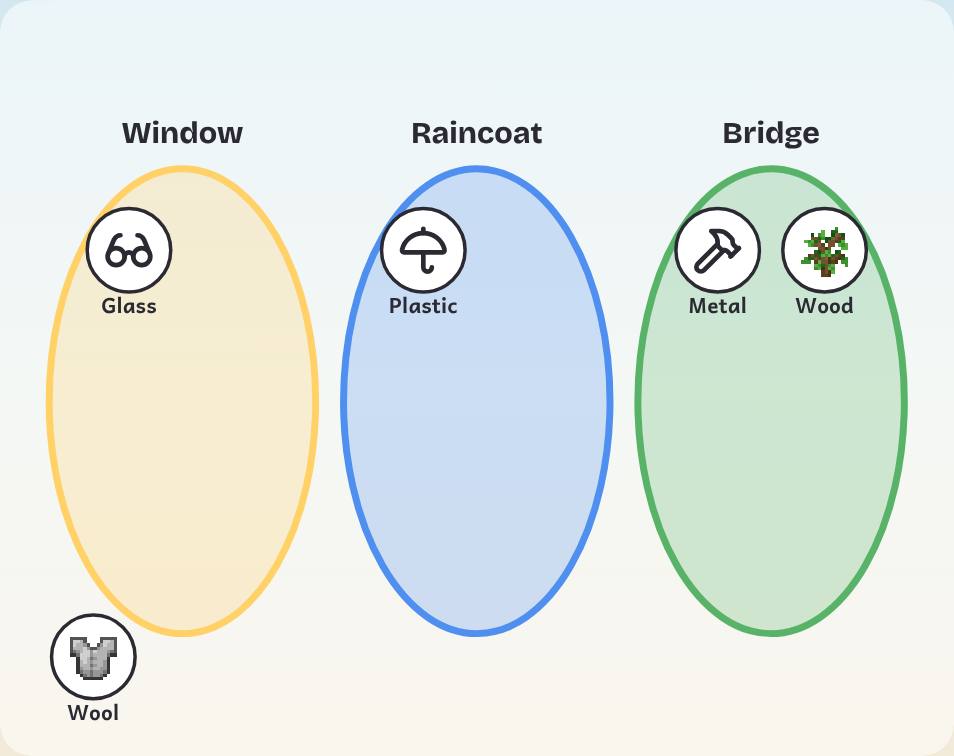 Window
Raincoat
Bridge
Glass
Plastic
Metal
Wood
Wool